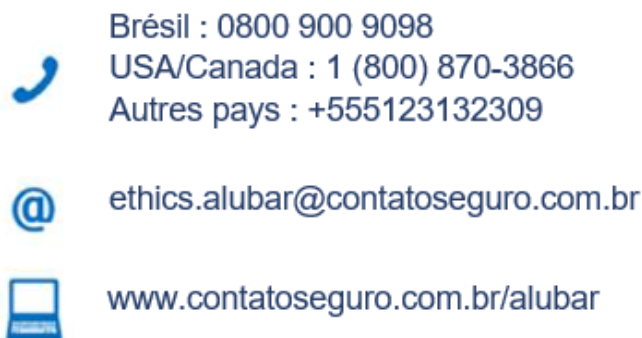 Brésil : 0800 900 9098
USA/Canada : 1 (800) 870-3866
Autres pays : +555123132309
ethics.alubar@contatoseguro.com.br
www.contatoseguro.com.br/alubar